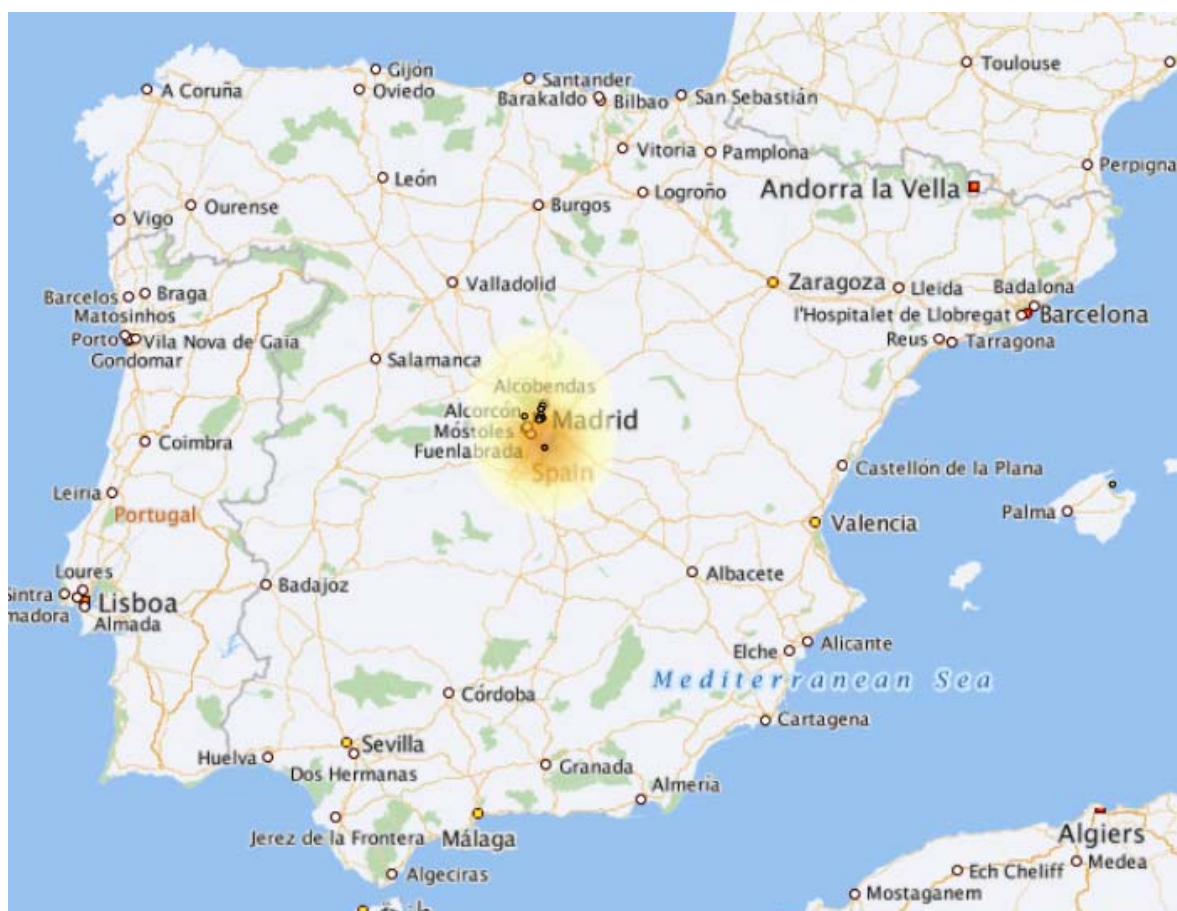 Gijón
Toulouse
Santander
A Coruña
Oviedo
Barakaldo
Bilbao
San Sebastián
Vitoria
Pamplona
Perpigna
León
Andorra la Vella
Logroño
Ourense
Burgos
Vigo
Valladolid
Zaragoza
Lleida
Badalona
Barcelos
Braga
Matosinhos
l'Hospitalet de Llobregat
Barcelona
Porto
Vila Nova de Gaia
Reus
Tarragona
Gondomar
Salamanca
Alcobendas
Alcorcón
Madrid
Móstoles
Coimbra
Fuenlabrada
Spain
Castellón de la Plana
Leiria
Portugal
Palma
Valencia
Loures
Badajoz
Albacete
Sintra
Lisboa
madora
Almada
Alicante
Elche
Mediterranean Sea
Córdoba
Cartagena
Sevilla
Huelva
Dos Hermanas
Granada
Almería
Jerez de la Frontera
Málaga
Algiers
Algeciras
Ech Cheliff
Medea
Mostaganem